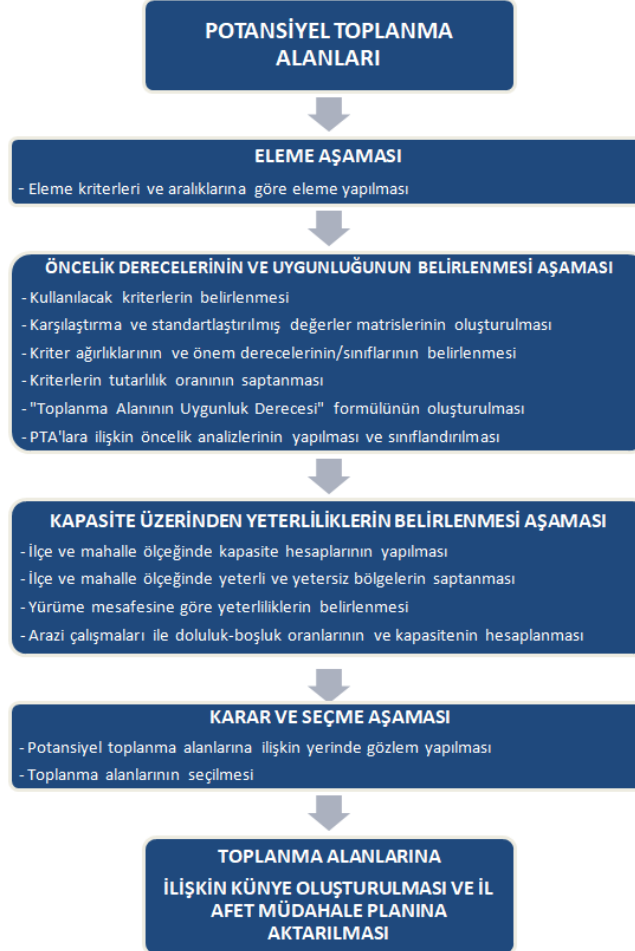 POTANSİYEL TOPLANMA
ALANLARI
ELEME AŞAMASI
- Eleme kriterleri ve aralıklarına göre eleme yapılması
ÖNCELİK DERECELERİNİN VE UYGUNLUĞUNUN BELİRLENMESİ AŞAMASI
- Kullanılacak kriterlerin belirlenmesi
- Karşılaştırma ve standartlaştırılmış değerler matrislerinin oluşturulması
- Kriter ağırlıklarının ve önem derecelerinin/sınıflarının belirlenmesi
- Kriterlerin tutarlılık oranının saptanması
- "Toplanma Alanının Uygunluk Derecesi" formülünün oluşturulması
- PTA'lara ilişkin öncelik analizlerinin yapılması ve sınıflandırılması
KAPASİTE ÜZERİNDEN YETERLİLİKLERİN BELİRLENMESİ AŞAMASI
- İlçe ve mahalle ölçeğinde kapasite hesaplarının yapılması
- İlçe ve mahalle ölçeğinde yeterli ve yetersiz bölgelerin saptanması
- Yürüme mesafesine göre yeterliliklerin belirlenmesi
- Arazi çalışmaları ile doluluk-boşluk oranlarının ve kapasitenin hesaplanması
KARAR VE SEÇME AŞAMASI
- Potansiyel toplanma alanlarına ilişkin yerinde gözlem yapılması
- Toplanma alanlarının seçilmesi
TOPLANMA ALANLARINA
İLİŞKİN KÜNYE OLUŞTURULMASI VE İL
AFET MÜDAHALE PLANINA
AKTARILMASI